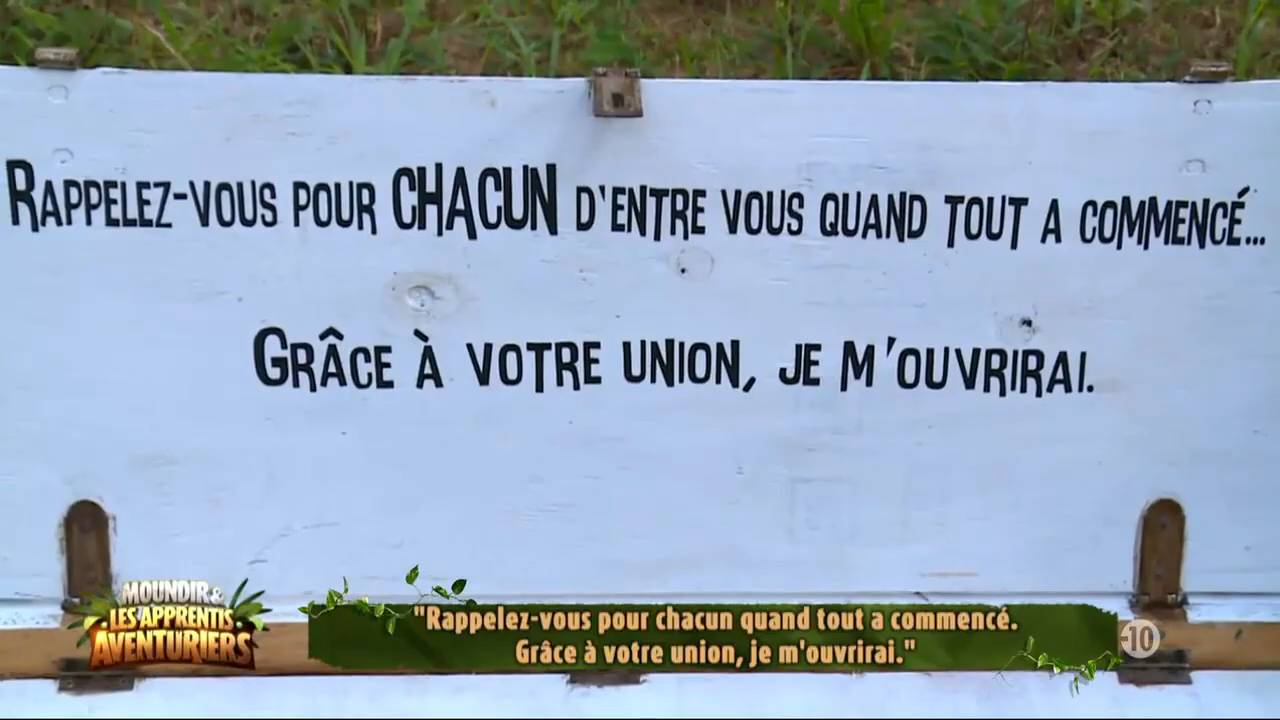 RAPPELEZ-VOUS POUR CHACUN D'ENTRE VOUS QUAND TOUT A COMMENCÉ...
GRÂCE À VOTRE UNION, JE M'OUVRIRAI.
MOUNDIR &
LES APPRENTIS
AVENTURIERS
"Rappelez-vous pour chacun quand tout a commencé.
Grâce à votre union, je m'ouvrirai."
-10